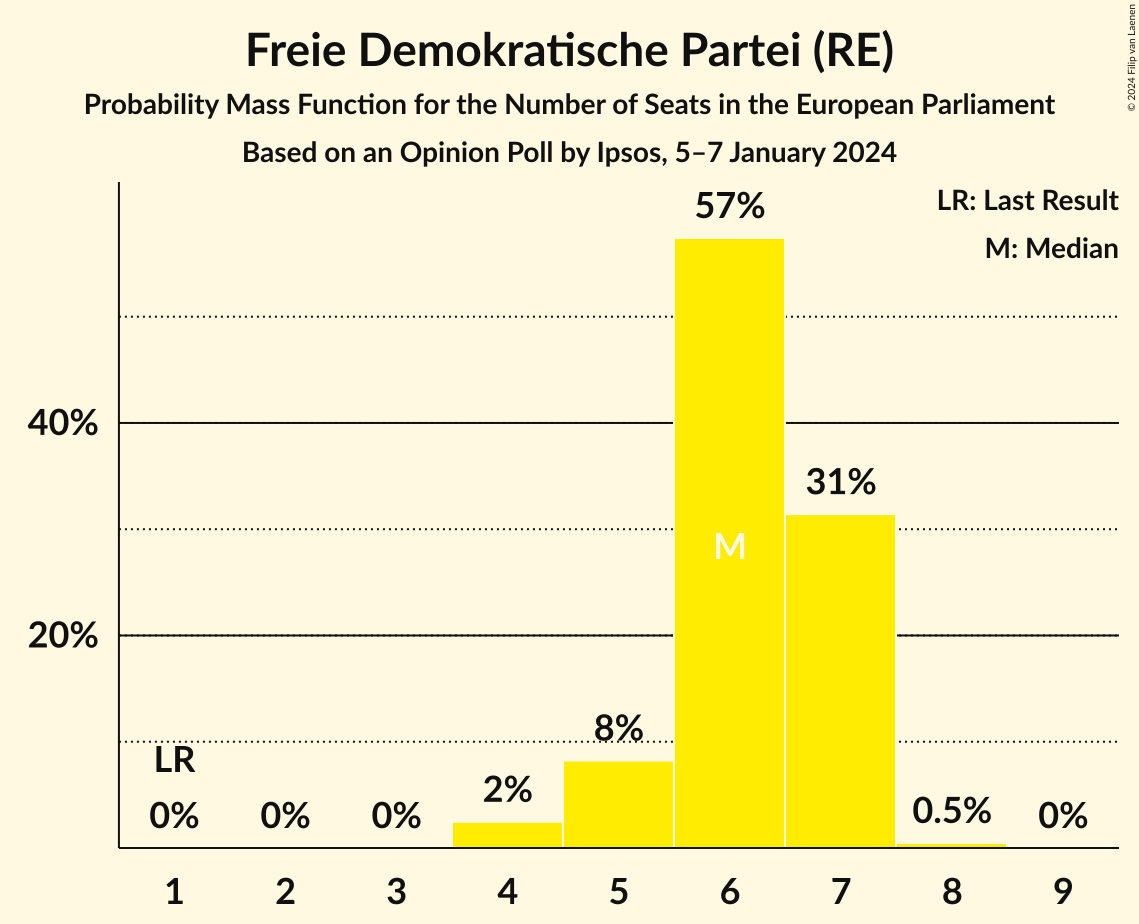 Freie Demokratische Partei (RE)
Probability Mass Function for the Number of Seats in the European Parliament
Based on an Opinion Poll by Ipsos, 5–7 January 2024
© 2024 Filip van Laenen
LR: Last Result
M: Median
57%
40%
31%
M
20%
8%
LR
2%
0% 0% 0% 0.5% 0%
1 2 3 4 5 6 7 8 9